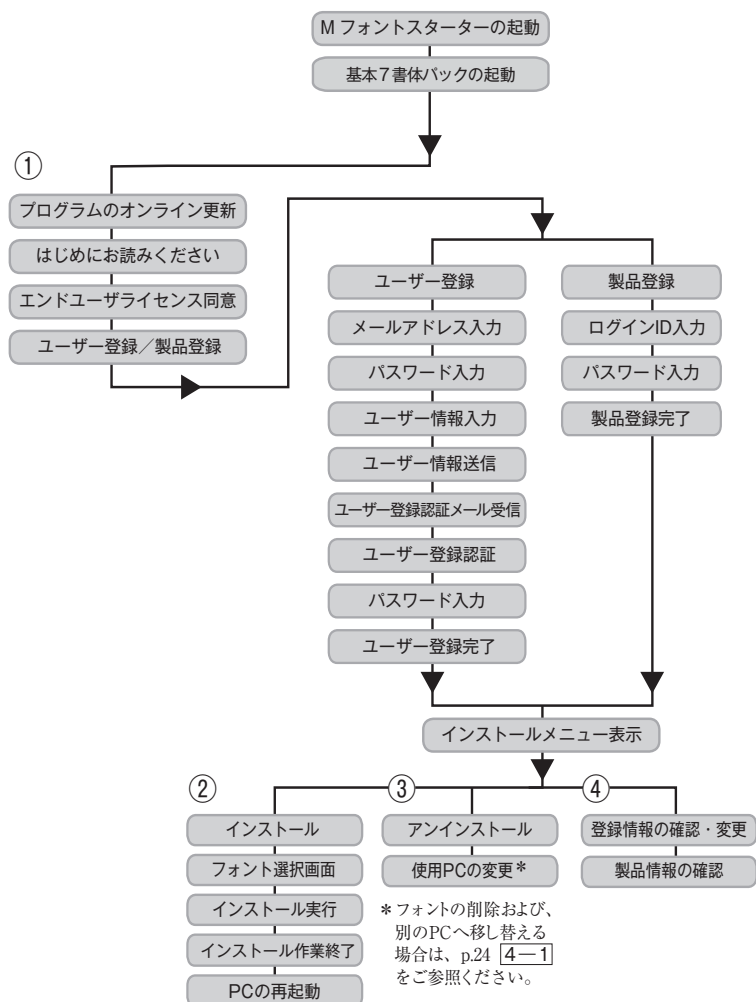 M フォントスターターの起動
基本7書体パックの起動
①
プログラムのオンライン更新
はじめにお読みください
エンドユーザライセンス同意
ユーザー登録／製品登録
ユーザー登録
メールアドレス入力
パスワード入力
ユーザー情報入力
ユーザー情報送信
ユーザー登録認証メール受信
ユーザー登録認証
パスワード入力
ユーザー登録完了
製品登録
ログインID入力
パスワード入力
製品登録完了
インストールメニュー表示
②
インストール
フォント選択画面
インストール実行
インストール作業終了
PCの再起動
③
アンインストール
使用PCの変更＊
＊フォントの削除および、
別のPCへ移し替える
場合は、p.24 4－1
をご参照ください。
④
登録情報の確認・変更
製品情報の確認